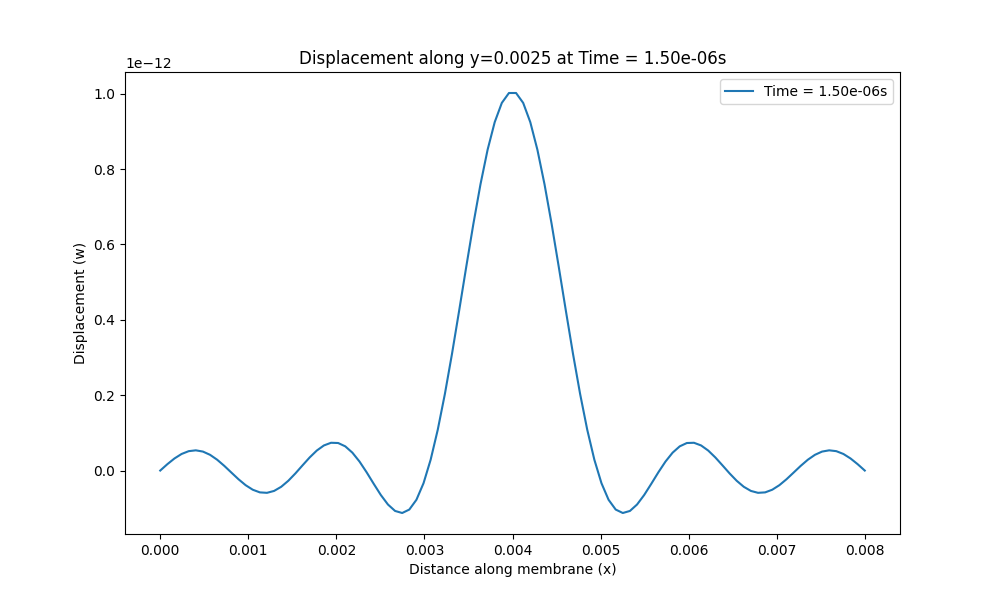 Displacement along y=0.0025 at Time = 1.50e-06s
1e−12
Time = 1.50e-06s
1.0
0.8
0.6
0.4
0.2
0.0
Displacement (w)
0.000 0.001 0.002 0.003 0.004 0.005 0.006 0.007 0.008
Distance along membrane (x)